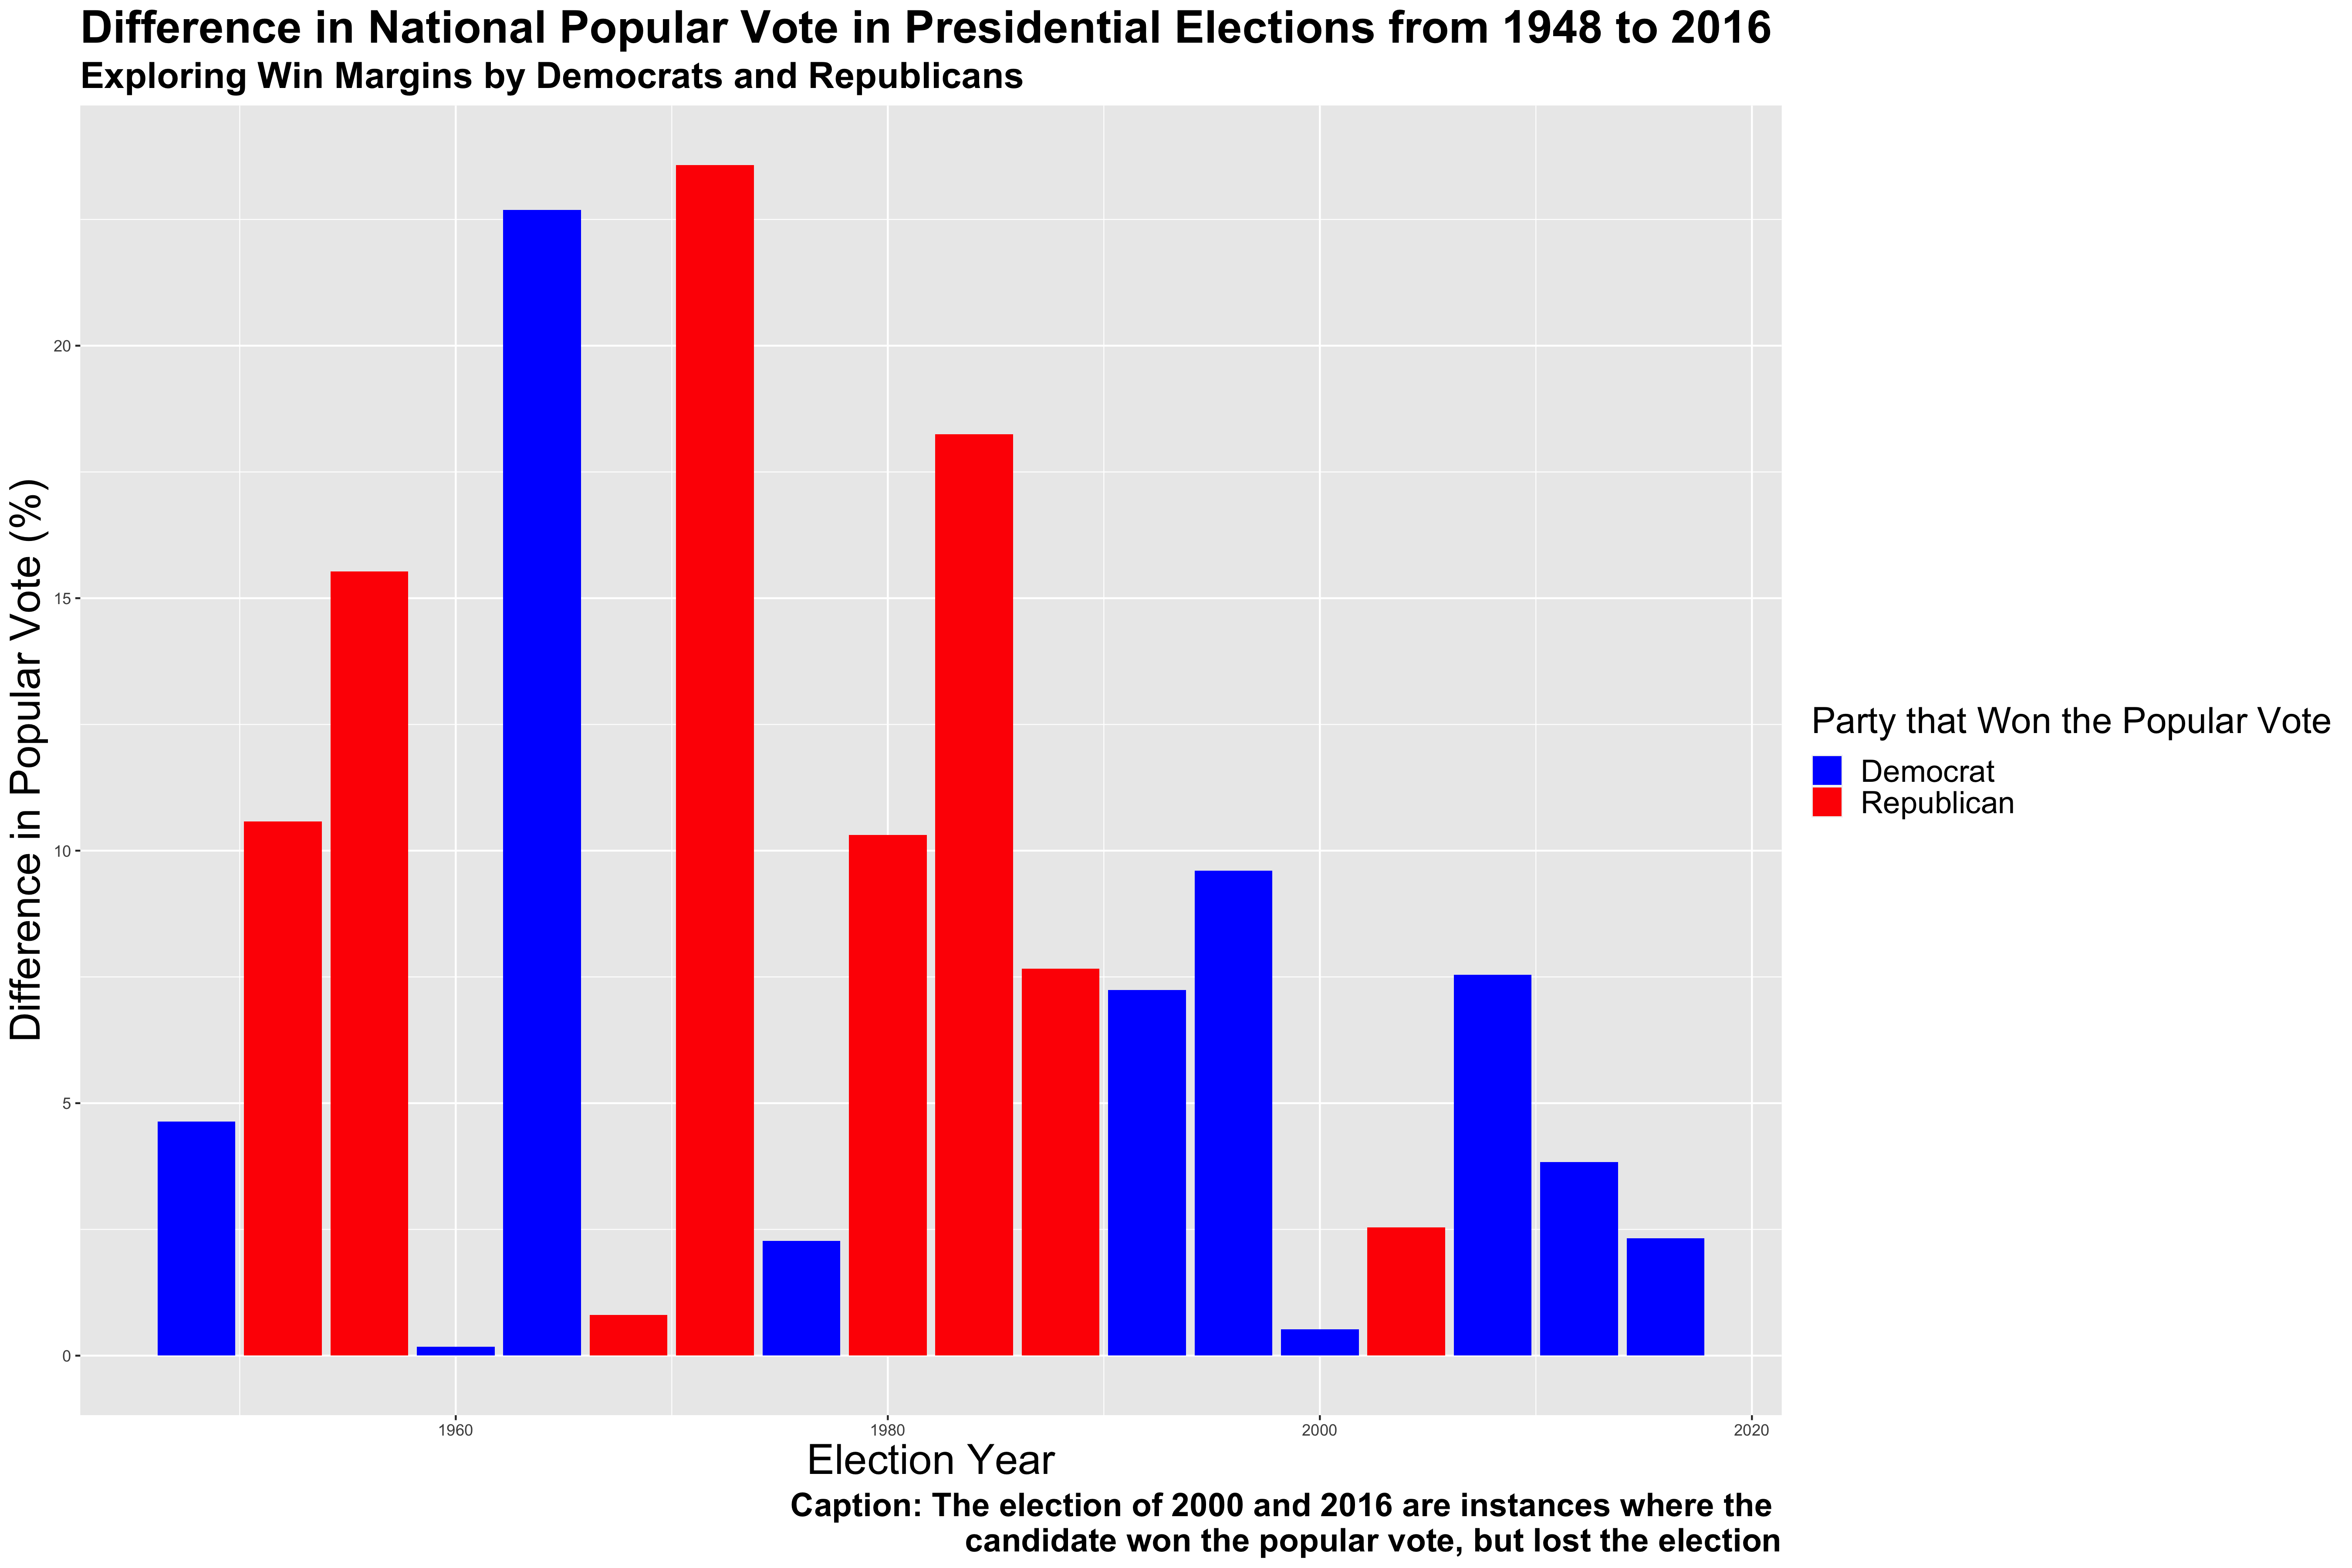 Difference in National Popular Vote in Presidential Elections from 1948 to 2016
Exploring Win Margins by Democrats and Republicans
Difference in Popular Vote (%)
20
15
10
5
0
1960
1980
2000
2020
Election Year
Party that Won the Popular Vote
Democrat
Republican
Caption: The election of 2000 and 2016 are instances where the
candidate won the popular vote, but lost the election